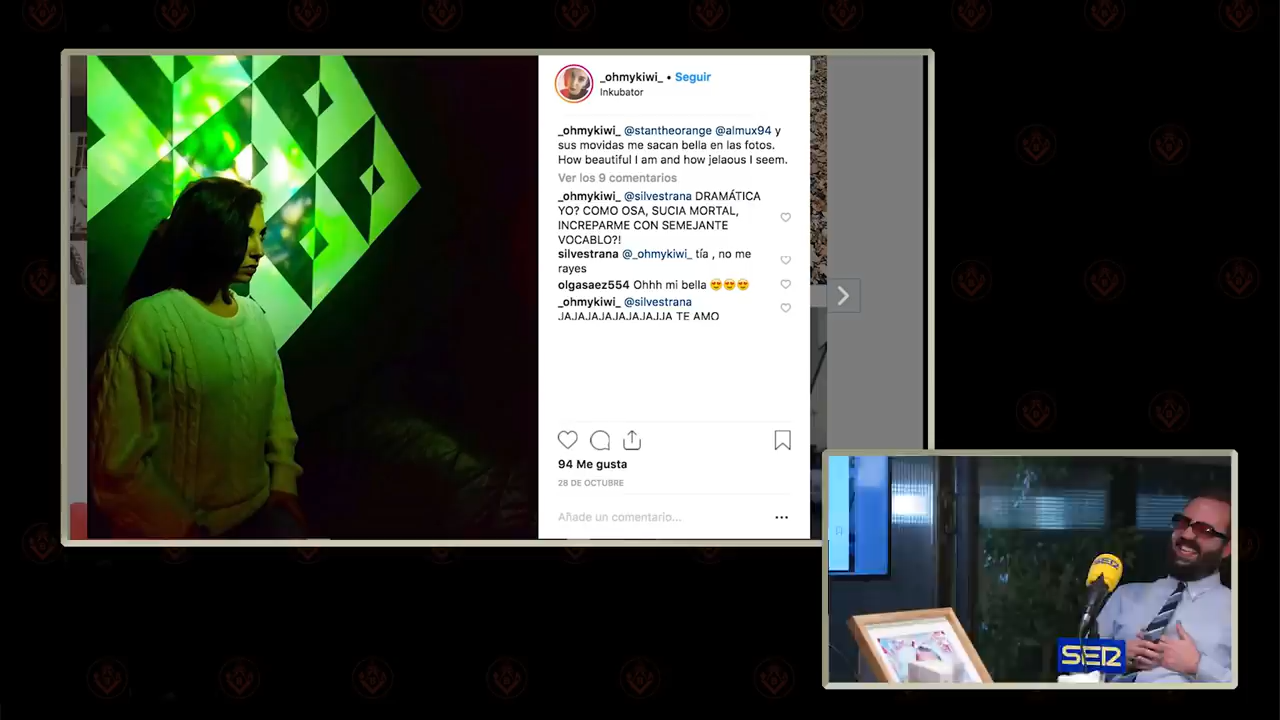 _ohmykiwi_ • Seguir
Inkubator
_ohmykiwi_ @stantheorange @almux94 y
sus movidas me sacan bella en las fotos.
How beautiful I am and how jelaous I seem.
Ver los 9 comentarios
_ohmykiwi_ @silvestrana DRAMÁTICA
YO? COMO OSA, SUCIA MORTAL,
INCREPARME CON SEMEJANTE
VOCABLO?!
silvestrana @_ohmykiwi_ tía , no me
rayes
olgasaez554 Ohhh mi bella 😍😍😍
_ohmykiwi_ @silvestrana
JAJAJAJAJAJAJAJJA TE AMO
94 Me gusta
28 DE OCTUBRE
Añade un comentario...
SER
SER